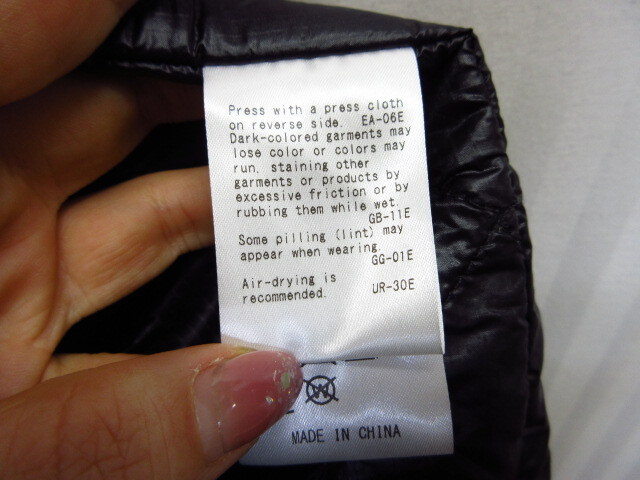 Press with a press cloth
on reverse side. EA-06E
Dark-colored garments may
lose color or colors may
run, staining other
garments or products by
excessive friction or by
rubbing them while wet.
GB-11E
Some pilling (lint) may
appear when wearing.
GG-01E
Air-drying is
recommended. UR-30E
MADE IN CHINA